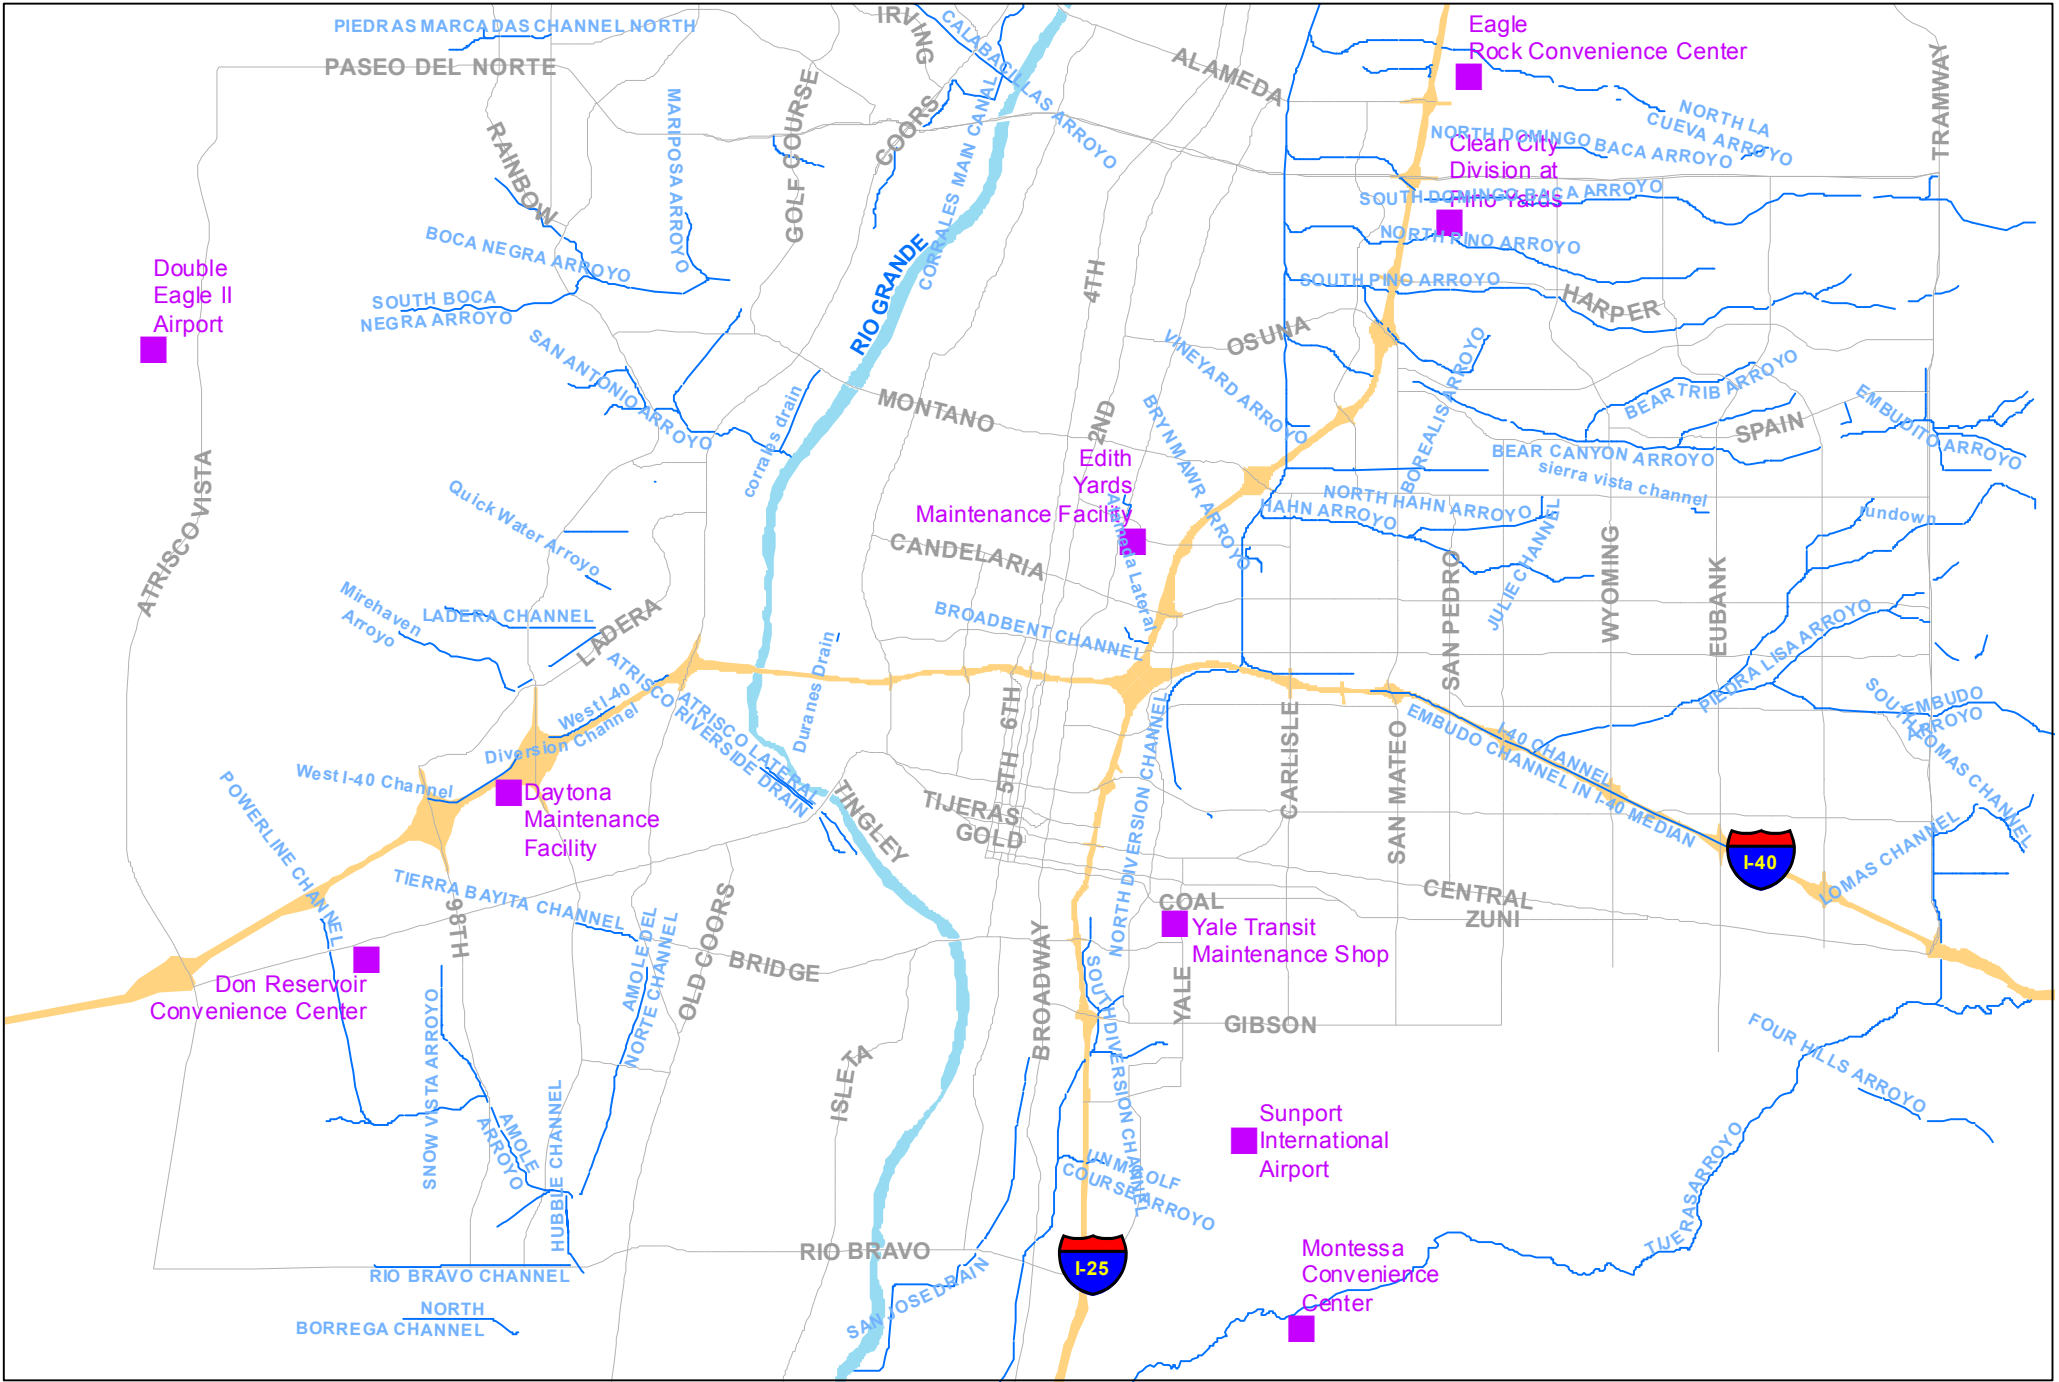 PIEDRAS MARCADAS CHANNEL NORTH
PASEO DEL NORTE
IRVING
CALABACILLAS ARROYO
ALAMEDA
Eagle
Rock Convenience Center
TRAMWAY
NORTH LA
CUEVA ARROYO
NORTH DOMINGO BACA ARROYO
Clean City
Division at
Pino Yards
SOUTH DOMINGO BACA ARROYO
NORTH PINO ARROYO
SOUTH PINO ARROYO
HARPER
RAINBOW
MARIPOSA ARROYO
GOLF COURSE
COORS
CORRALES MAIN CANAL
RIO GRANDE
4TH
BOCA NEGRA ARROYO
SOUTH BOCA
NEGRA ARROYO
Double
Eagle II
Airport
SAN ANTONIO ARROYO
corrales drain
MONTANO
2ND
OSUNA
VINEYARD ARROYO
BRYN MAWR ARROYO
BOREALIS ARROYO
BEAR TRIB ARROYO
SPAIN
EMBUDITO ARROYO
BEAR CANYON ARROYO
sierra vista channel
rundown
NORTH HAHN ARROYO
HAHN ARROYO
JULIE CHANNEL
Edith
Yards
Maintenance Facility
Alameda Lateral
CANDELARIA
BROADBENT CHANNEL
ATRISCO VISTA
Quick Water Arroyo
Mirehaven
Arroyo
LADERA CHANNEL
LADERA
SAN PEDRO
WYOMING
EUBANK
PIEDRA LISA ARROYO
EMBUDO
ARROYO
SOUTH LOMAS CHANNEL
LOMAS CHANNEL
ATRISCO RIVERSIDE DRAIN
ATRISCO LATERAL
Duranes Drain
West I-40
Diversion Channel
West I-40 Channel
Daytona
Maintenance
Facility
POWERLINE CHANNEL
TINGLEY
TIJERAS
GOLD
5TH
6TH
NORTH DIVERSION CHANNEL
CARLISLE
SAN MATEO
I-40 CHANNEL
EMBUDO CHANNEL IN I-40 MEDIAN
I-40
CENTRAL
ZUNI
COAL
Yale Transit
Maintenance Shop
YALE
GIBSON
BROADWAY
SOUTH DIVERSION CHANNEL
TIERRA BAYITA CHANNEL
98TH
OLD COORS
BRIDGE
AMOLE DEL
NORTE CHANNEL
Don Reservoir
Convenience Center
SNOW VISTA ARROYO
AMOLE
ARROYO
HUBBLE CHANNEL
ISLETA
UNM GOLF
COURSE ARROYO
Sunport
International
Airport
FOUR HILLS ARROYO
TIJERAS ARROYO
RIO BRAVO
RIO BRAVO CHANNEL
NORTH
BORREGA CHANNEL
SAN JOSE DRAIN
I-25
Montessa
Convenience
Center